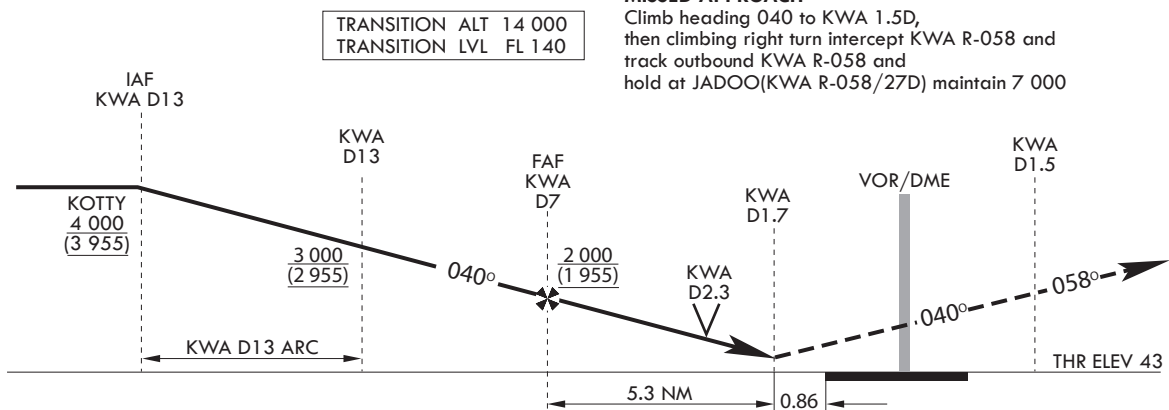 MISSED APPROACH
Climb heading 040 to KWA 1.5D,
then climbing right turn intercept KWA R-058 and
track outbound KWA R-058 and
hold at JADOO(KWA R-058/27D) maintain 7 000
TRANSITION ALT 14 000
TRANSITION LVL FL 140
IAF
KWA D13
KWA
D13
FAF
KWA
D7
KWA
D1.7
VOR/DME
KWA
D1.5
KOTTY
4 000
(3 955)
3 000
(2 955)
040°
2 000
(1 955)
KWA
D2.3
040°
058°
KWA D13 ARC
THR ELEV 43
5.3 NM
0.86